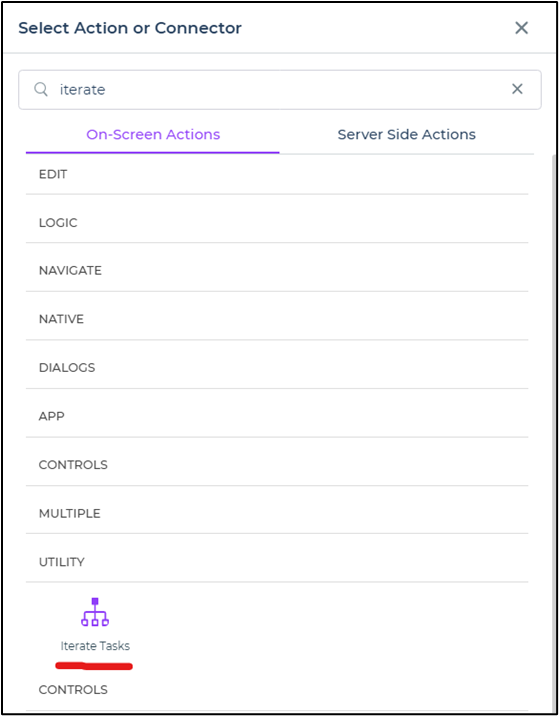 Select Action or Connector
iterate
On-Screen Actions Server Side Actions
EDIT
LOGIC
NAVIGATE
NATIVE
DIALOGS
APP
CONTROLS
MULTIPLE
UTILITY
Iterate Tasks
CONTROLS